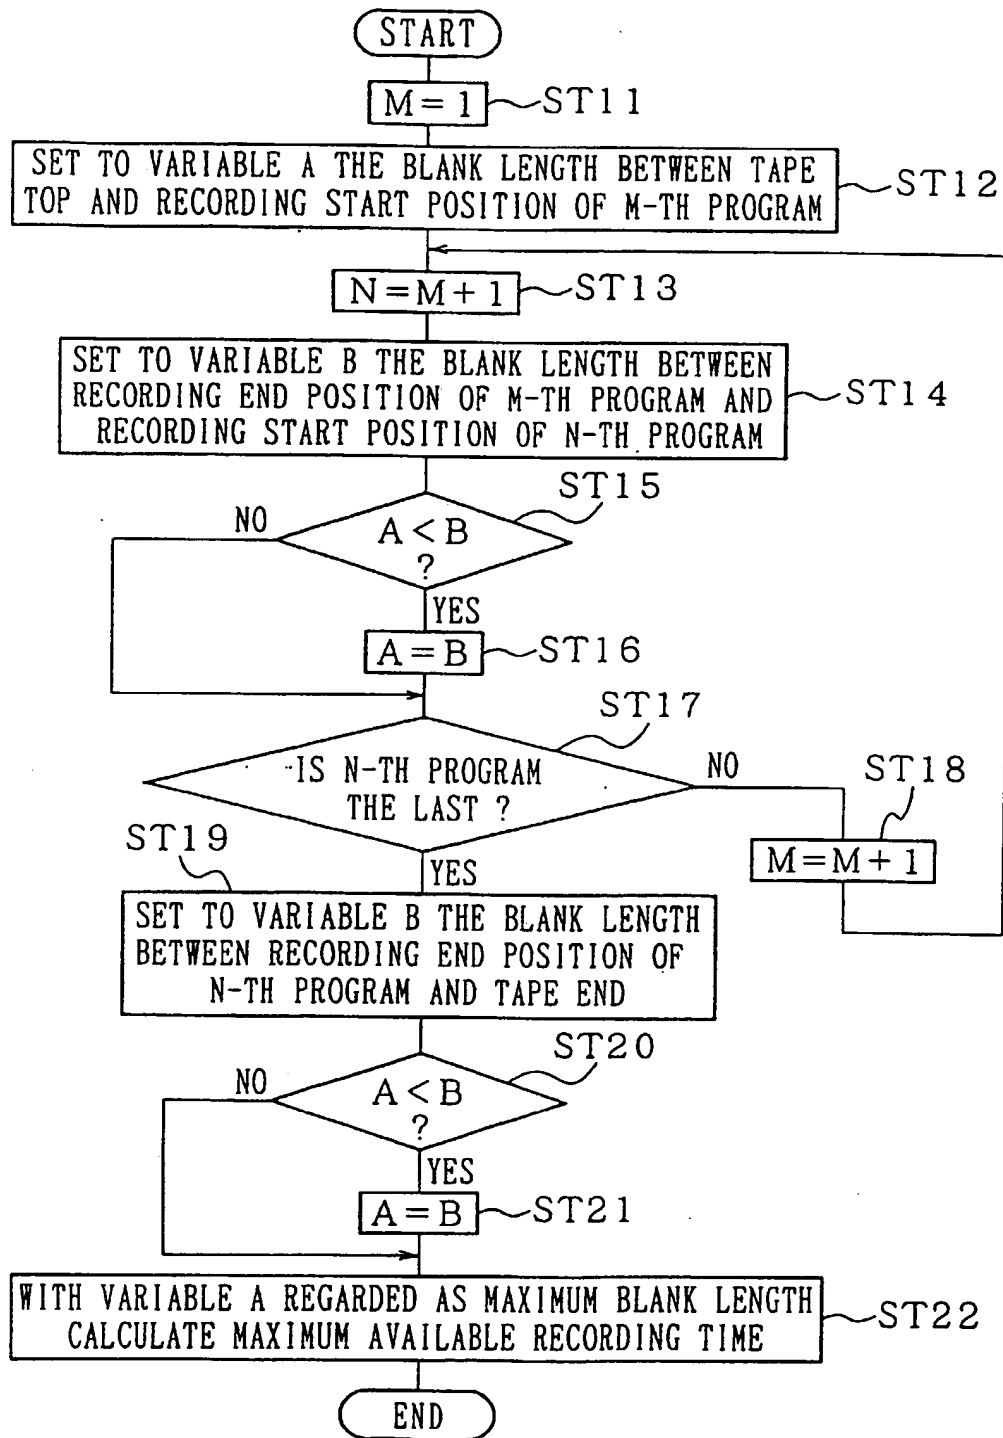 START
M = 1
ST11
SET TO VARIABLE A THE BLANK LENGTH BETWEEN TAPE
TOP AND RECORDING START POSITION OF M-TH PROGRAM
ST12
N = M + 1
ST13
SET TO VARIABLE B THE BLANK LENGTH BETWEEN
RECORDING END POSITION OF M-TH PROGRAM AND
RECORDING START POSITION OF N-TH PROGRAM
ST14
ST15
NO
A < B
?
YES
A = B
ST16
ST17
IS N-TH PROGRAM
THE LAST ?
NO
ST18
M = M + 1
ST19
YES
SET TO VARIABLE B THE BLANK LENGTH
BETWEEN RECORDING END POSITION OF
N-TH PROGRAM AND TAPE END
ST20
NO
A < B
?
YES
A = B
ST21
WITH VARIABLE A REGARDED AS MAXIMUM BLANK LENGTH
CALCULATE MAXIMUM AVAILABLE RECORDING TIME
ST22
END